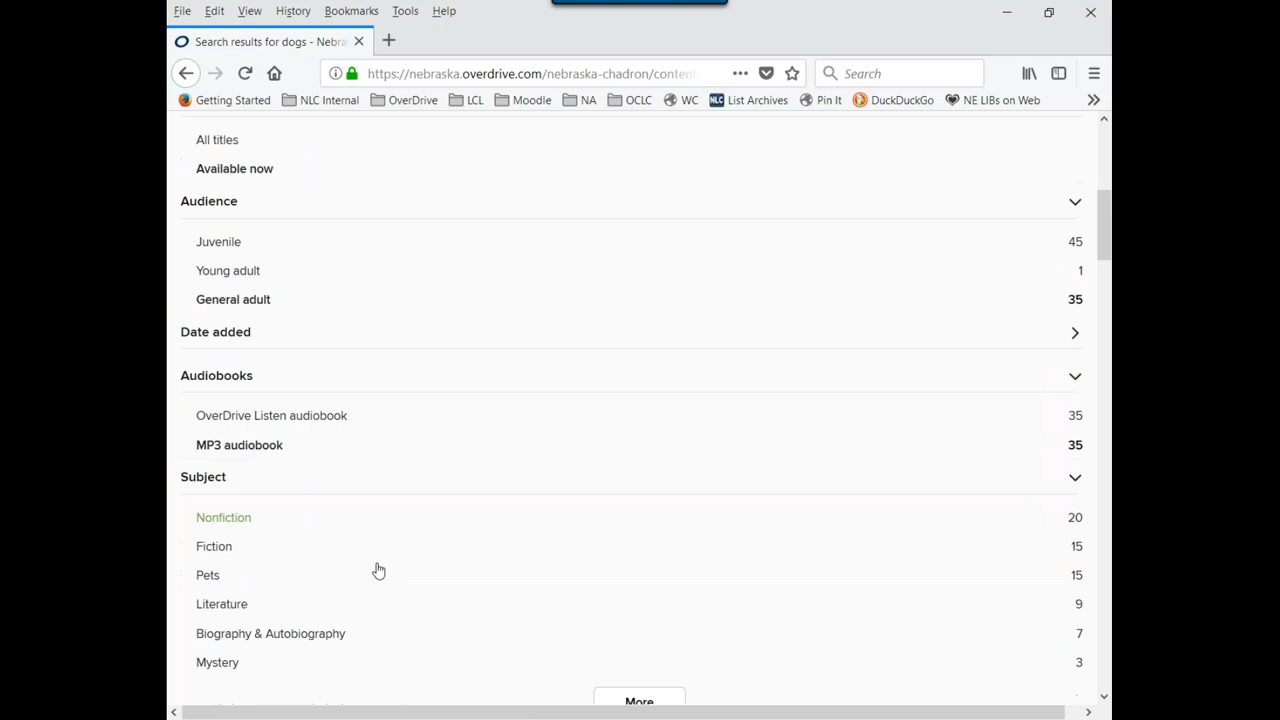 File Edit View History Bookmarks Tools Help
Search results for dogs - Nebra
https://nebraska.overdrive.com/nebraska-chadron/content
Search
Getting Started NLC Internal OverDrive LCL Moodle NA OCLC WC NLC List Archives Pin It DuckDuckGo NE LIBs on Web
All titles
Available now
Audience
Juvenile 45
Young adult 1
General adult 35
Date added
Audiobooks
OverDrive Listen audiobook 35
MP3 audiobook 35
Subject
Nonfiction 20
Fiction 15
Pets 15
Literature 9
Biography & Autobiography 7
Mystery 3
More